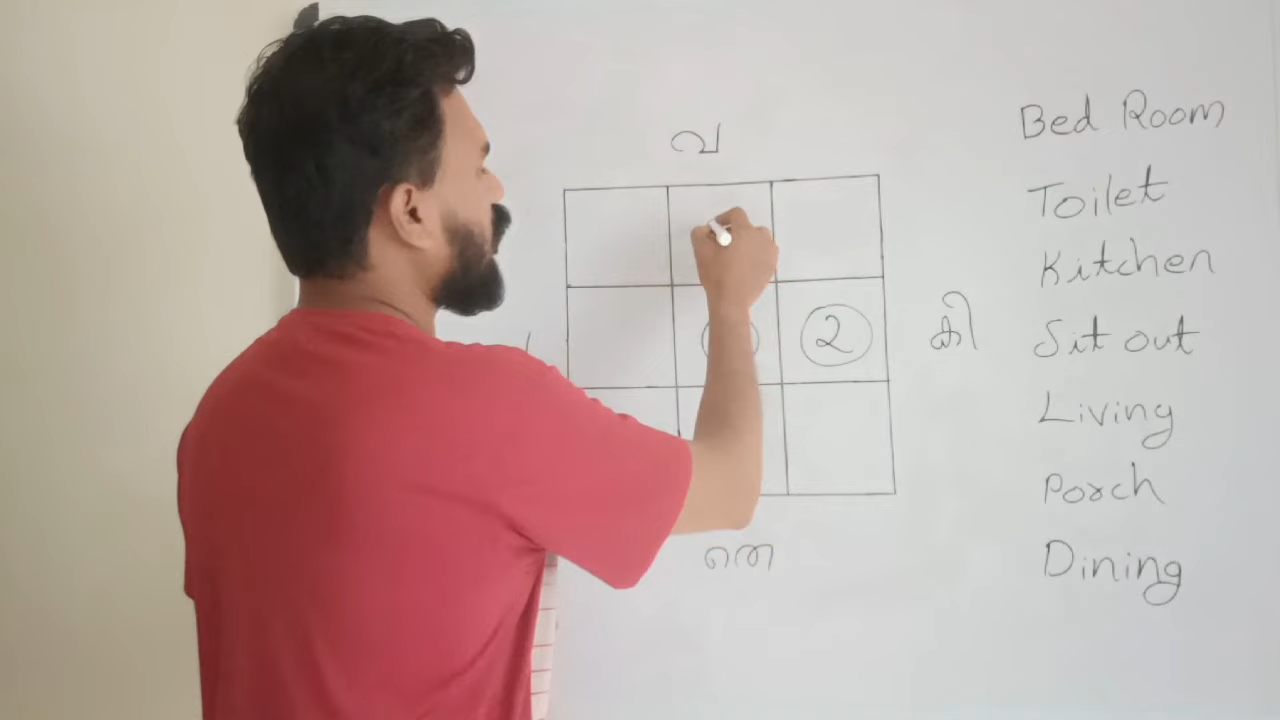 വ
Bed Room
Toilet
Kitchen
2
കി
Sit out
Living
Porch
തെ
Dining